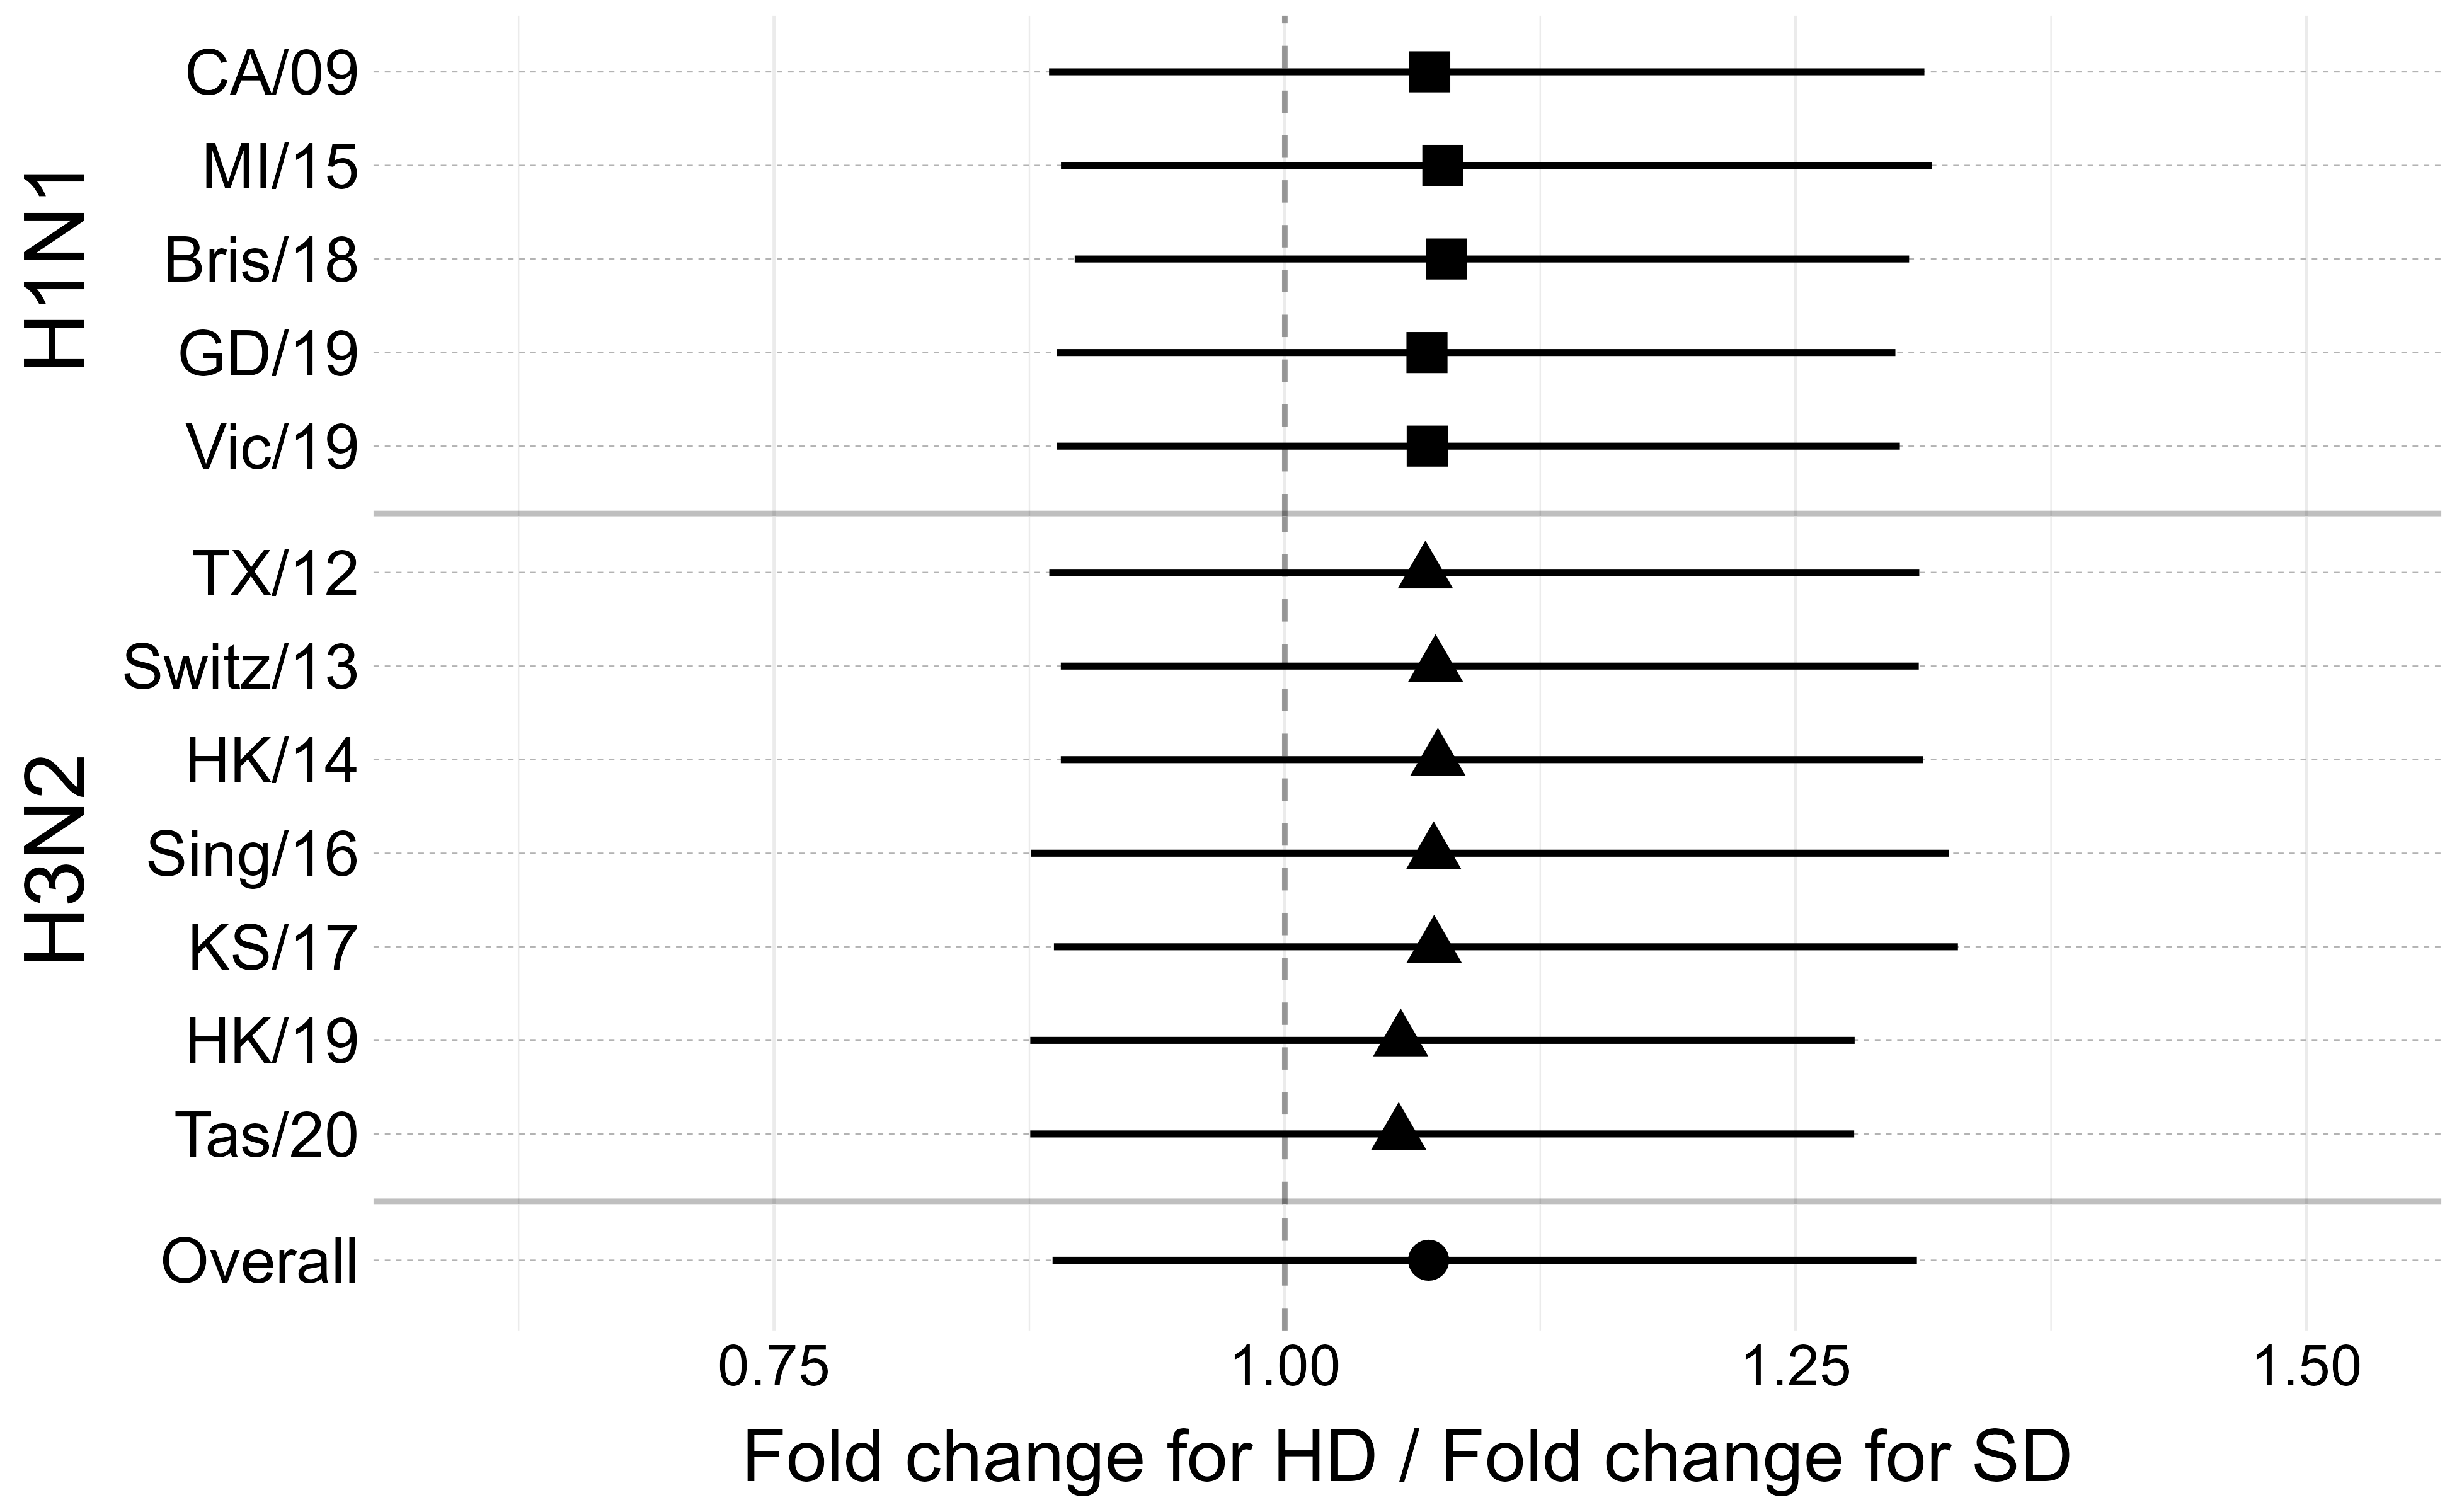 H1N1
CA/09
MI/15
Bris/18
GD/19
Vic/19
H3N2
TX/12
Switz/13
HK/14
Sing/16
KS/17
HK/19
Tas/20
Overall
0.75 1.00 1.25 1.50
Fold change for HD / Fold change for SD